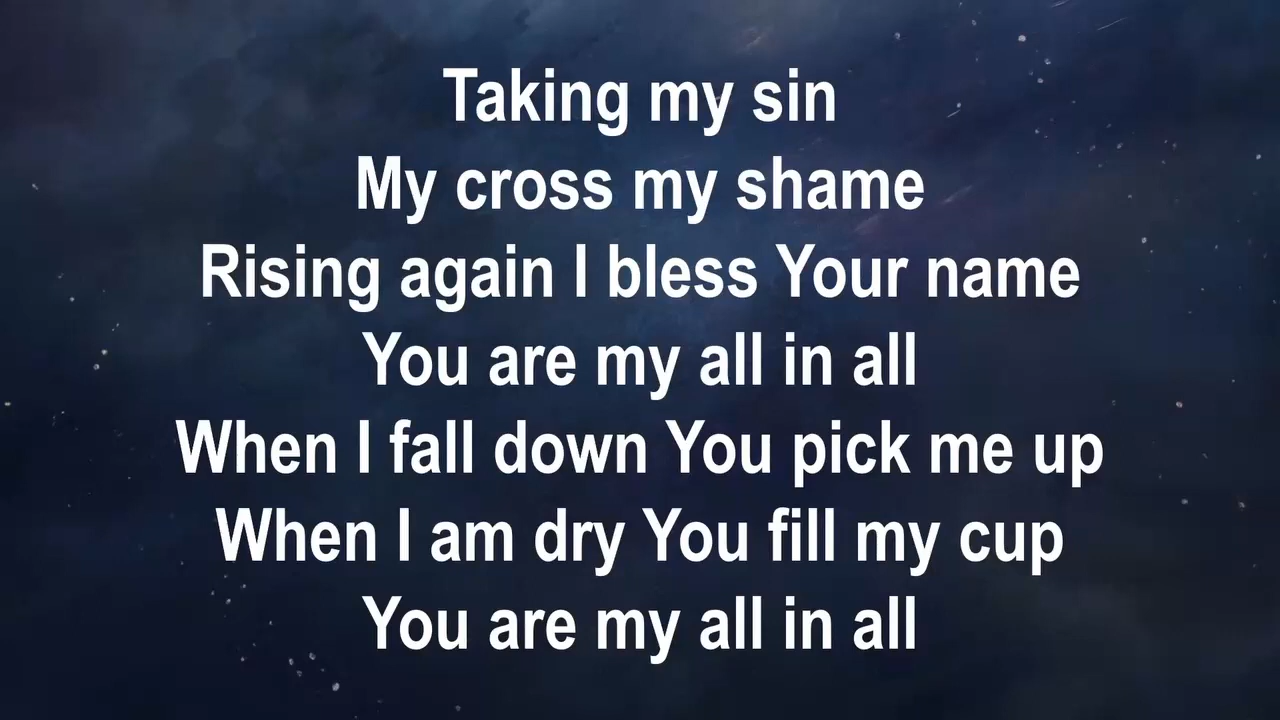 Taking my sin
My cross my shame
Rising again I bless Your name
You are my all in all
When I fall down You pick me up
When I am dry You fill my cup
You are my all in all